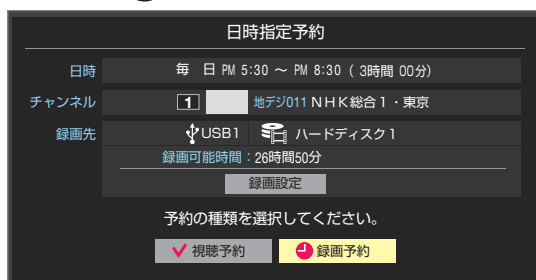 日時指定予約
日時 毎 日 PM 5:30 ～ PM 8:30 ( 3時間 00分)
チャンネル 1 地デジ011 NHK総合1・東京
録画先 USB1 ハードディスク1
録画可能時間：26時間50分
録画設定
予約の種類を選択してください。
視聴予約 録画予約